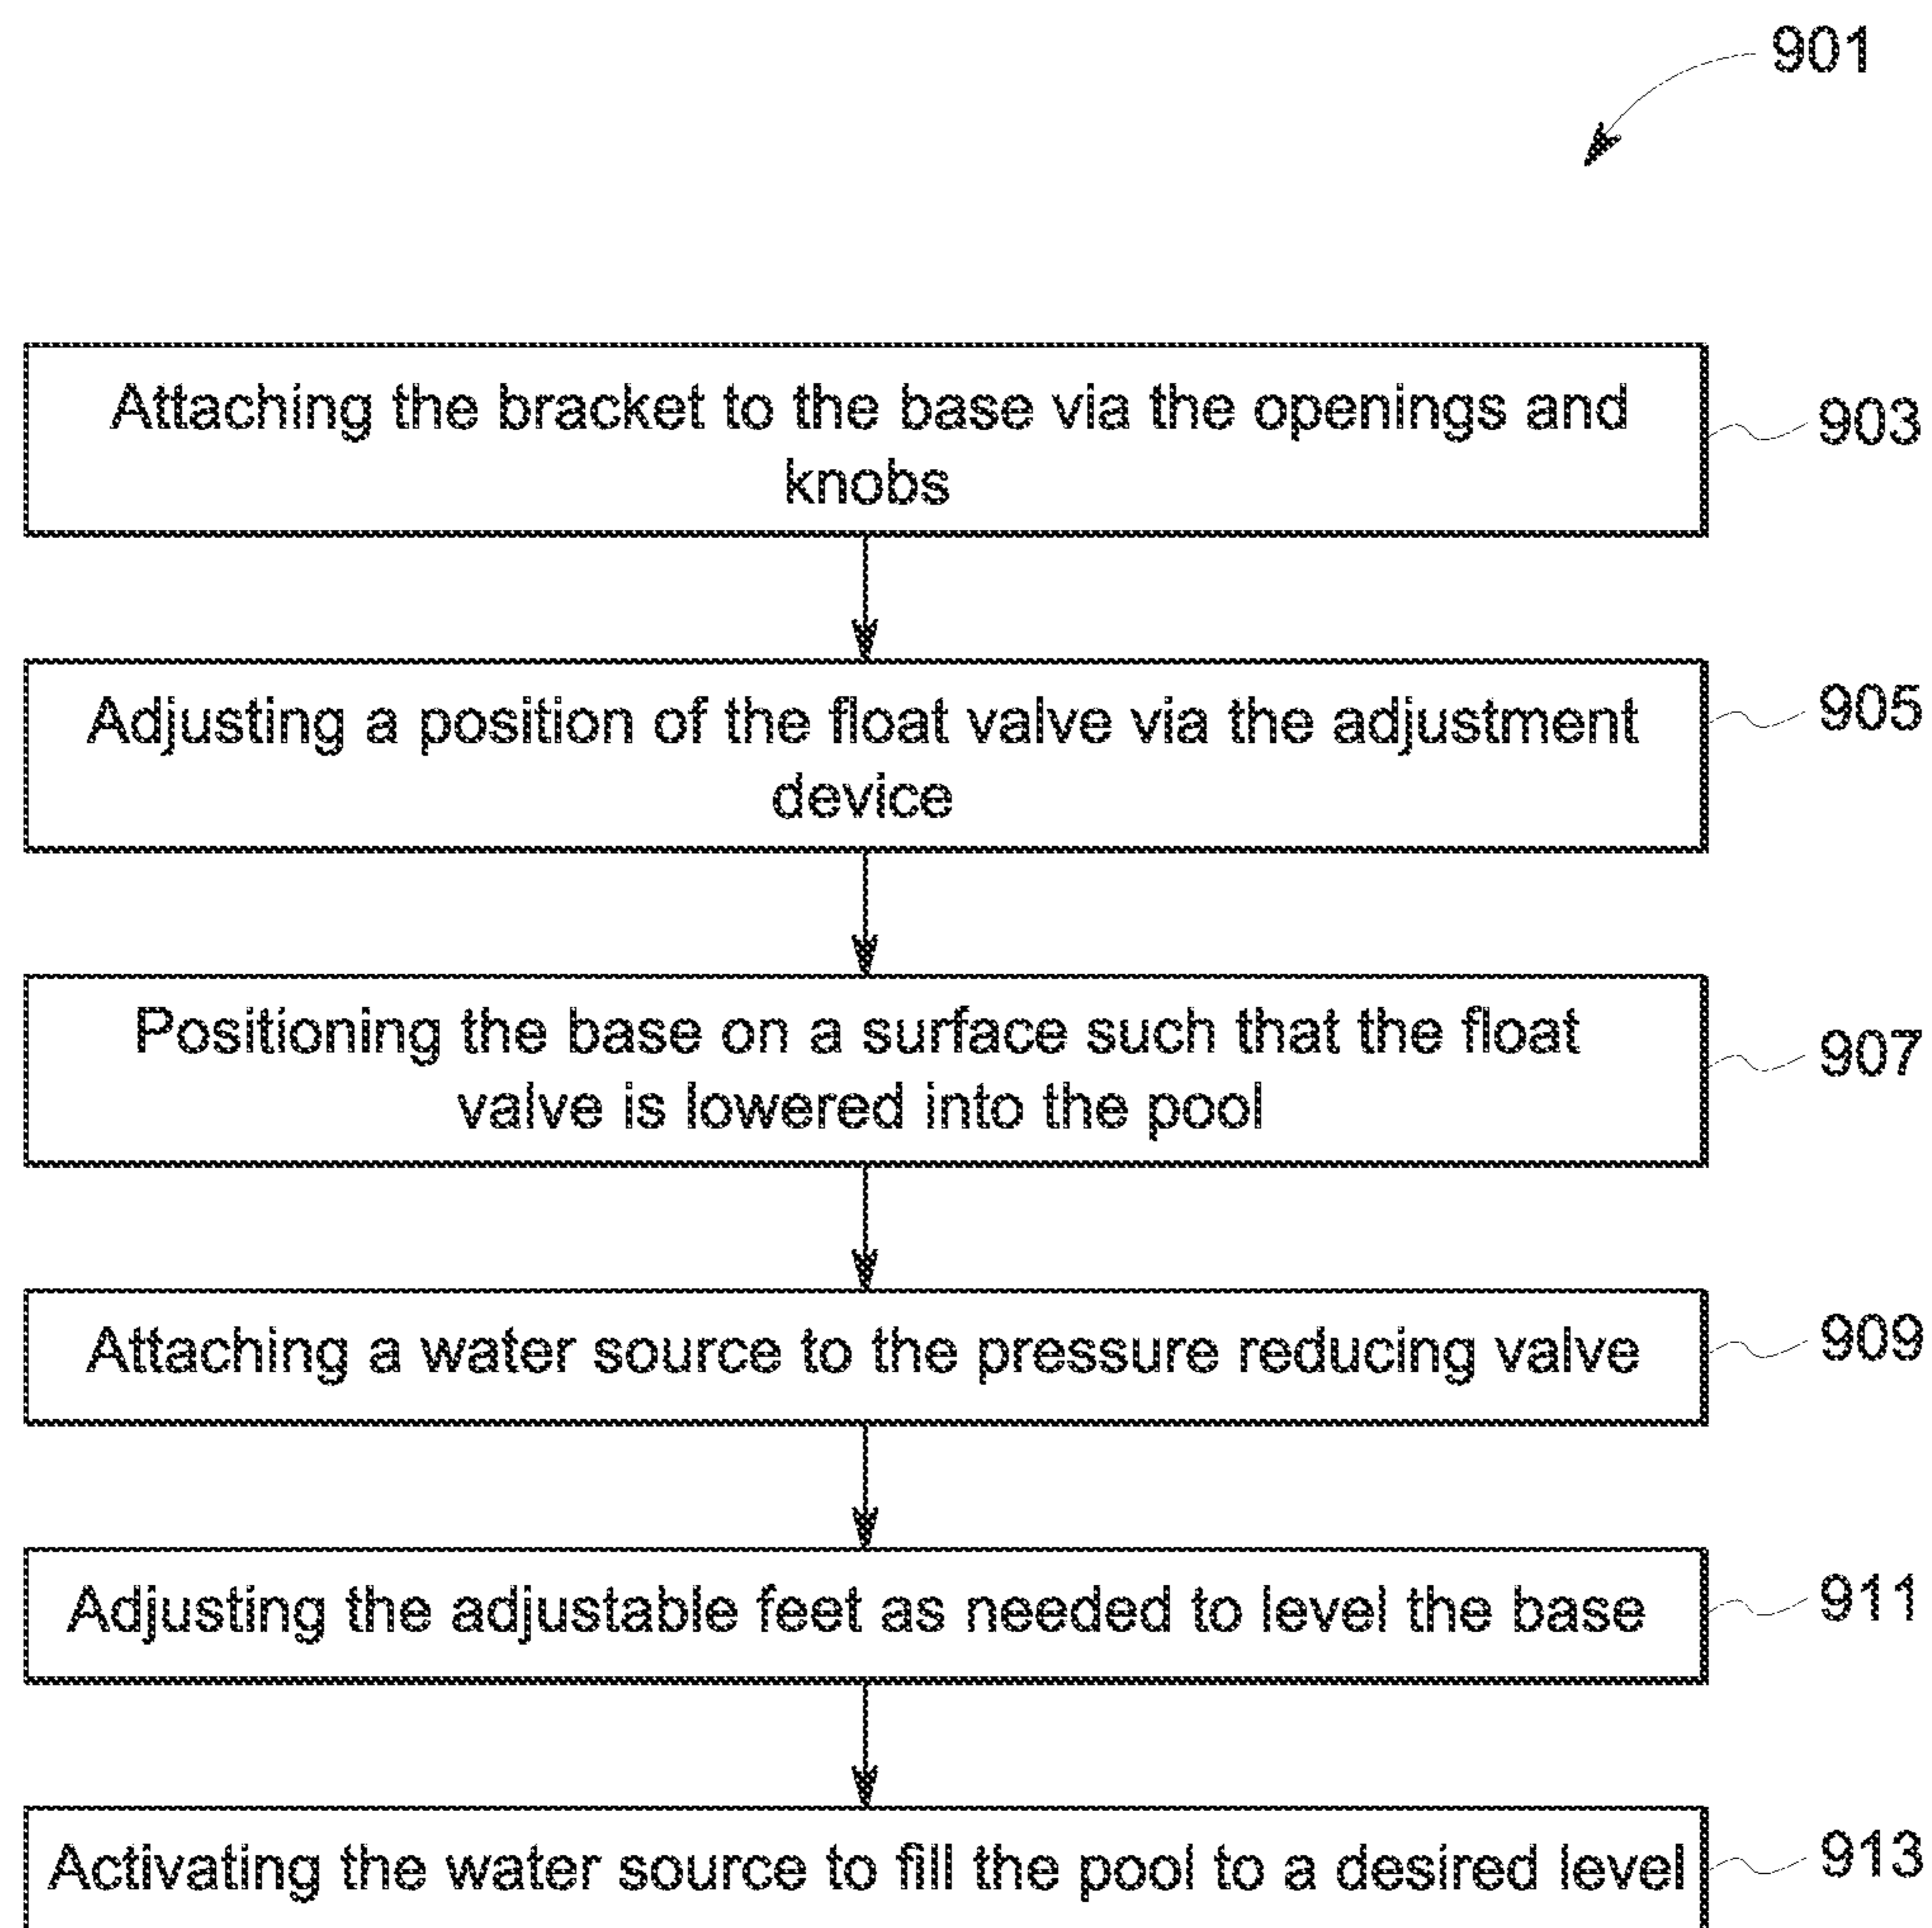 901
Attaching the bracket to the base via the openings and
knobs
903
Adjusting a position of the float valve via the adjustment
device
905
Positioning the base on a surface such that the float
valve is lowered into the pool
907
Attaching a water source to the pressure reducing valve
909
Adjusting the adjustable feet as needed to level the base
911
Activating the water source to fill the pool to a desired level
913